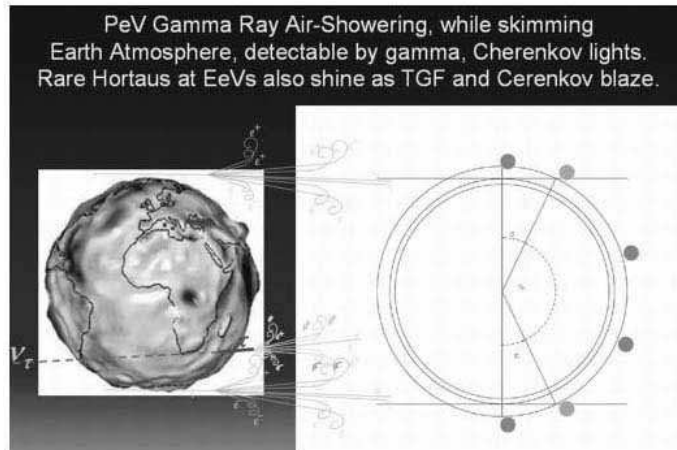 PeV Gamma Ray Air-Showering, while skimming
Earth Atmosphere, detectable by gamma, Cherenkov lights.
Rare Hortaus at EeVs also shine as TGF and Cerenkov blaze.
ντ